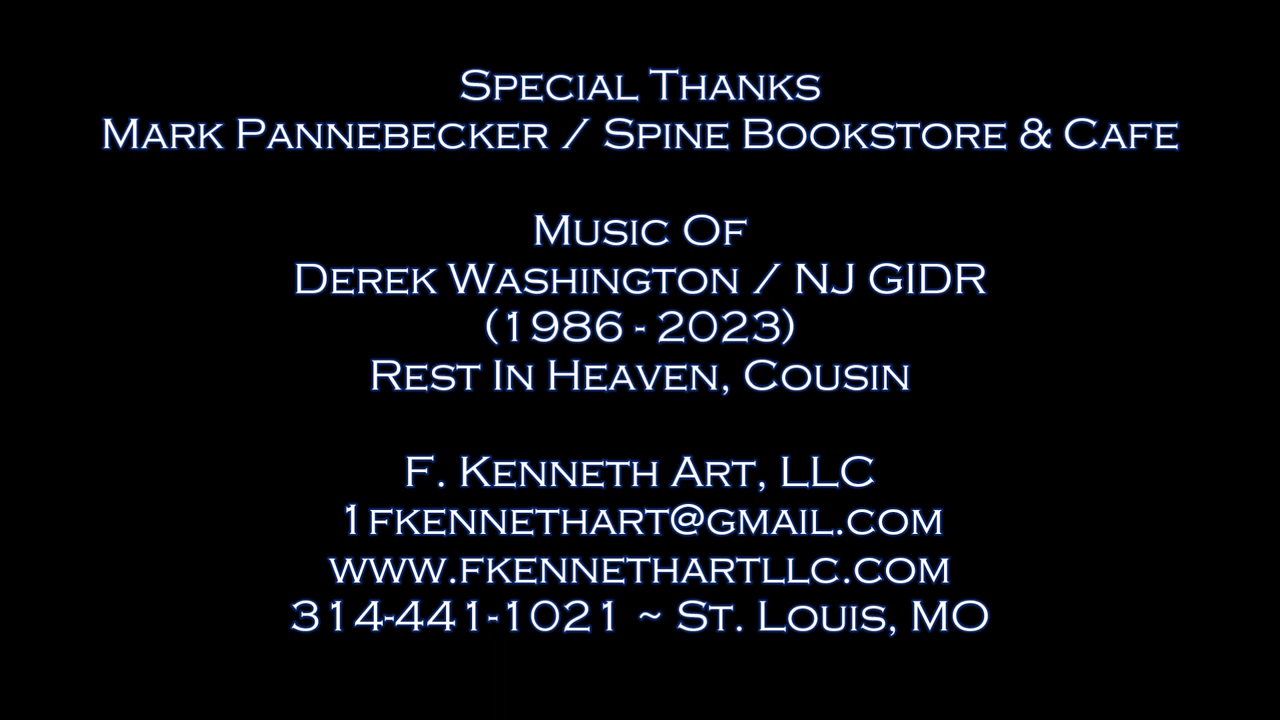 Special Thanks
Mark Pannebecker / Spine Bookstore & Cafe
Music Of
Derek Washington / NJ GIDR
(1986 - 2023)
Rest In Heaven, Cousin
F. Kenneth Art, LLC
1fkennethart@gmail.com
www.fkennethartllc.com
314-441-1021 ~ St. Louis, MO